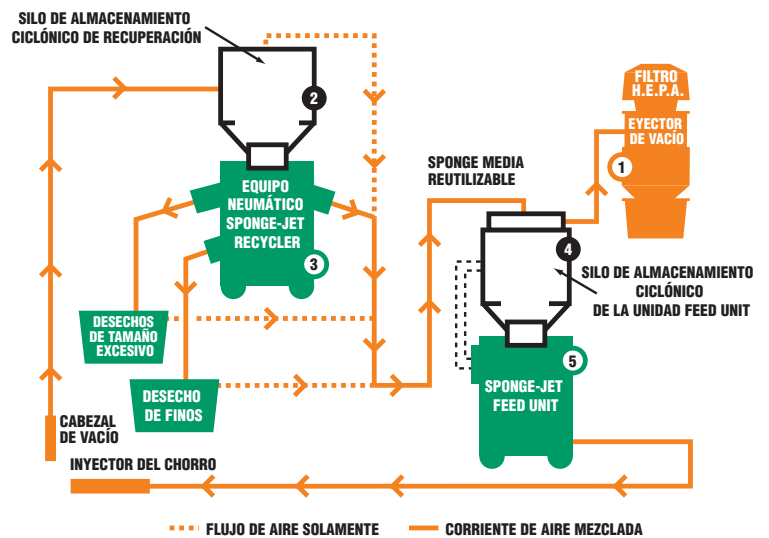 SILO DE ALMACENAMIENTO
CICLÓNICO DE RECUPERACIÓN
2
FILTRO
H.E.P.A.
EYECTOR
DE VACÍO
1
SPONGE MEDIA
REUTILIZABLE
EQUIPO
NEUMÁTICO
SPONGE-JET
RECYCLER
3
4
SILO DE ALMACENAMIENTO
CICLÓNICO
DE LA UNIDAD FEED UNIT
DESECHOS
DE TAMAÑO
EXCESIVO
5
SPONGE-JET
FEED UNIT
DESECHO
DE FINOS
CABEZAL
DE VACÍO
INYECTOR DEL CHORRO
FLUJO DE AIRE SOLAMENTE
CORRIENTE DE AIRE MEZCLADA